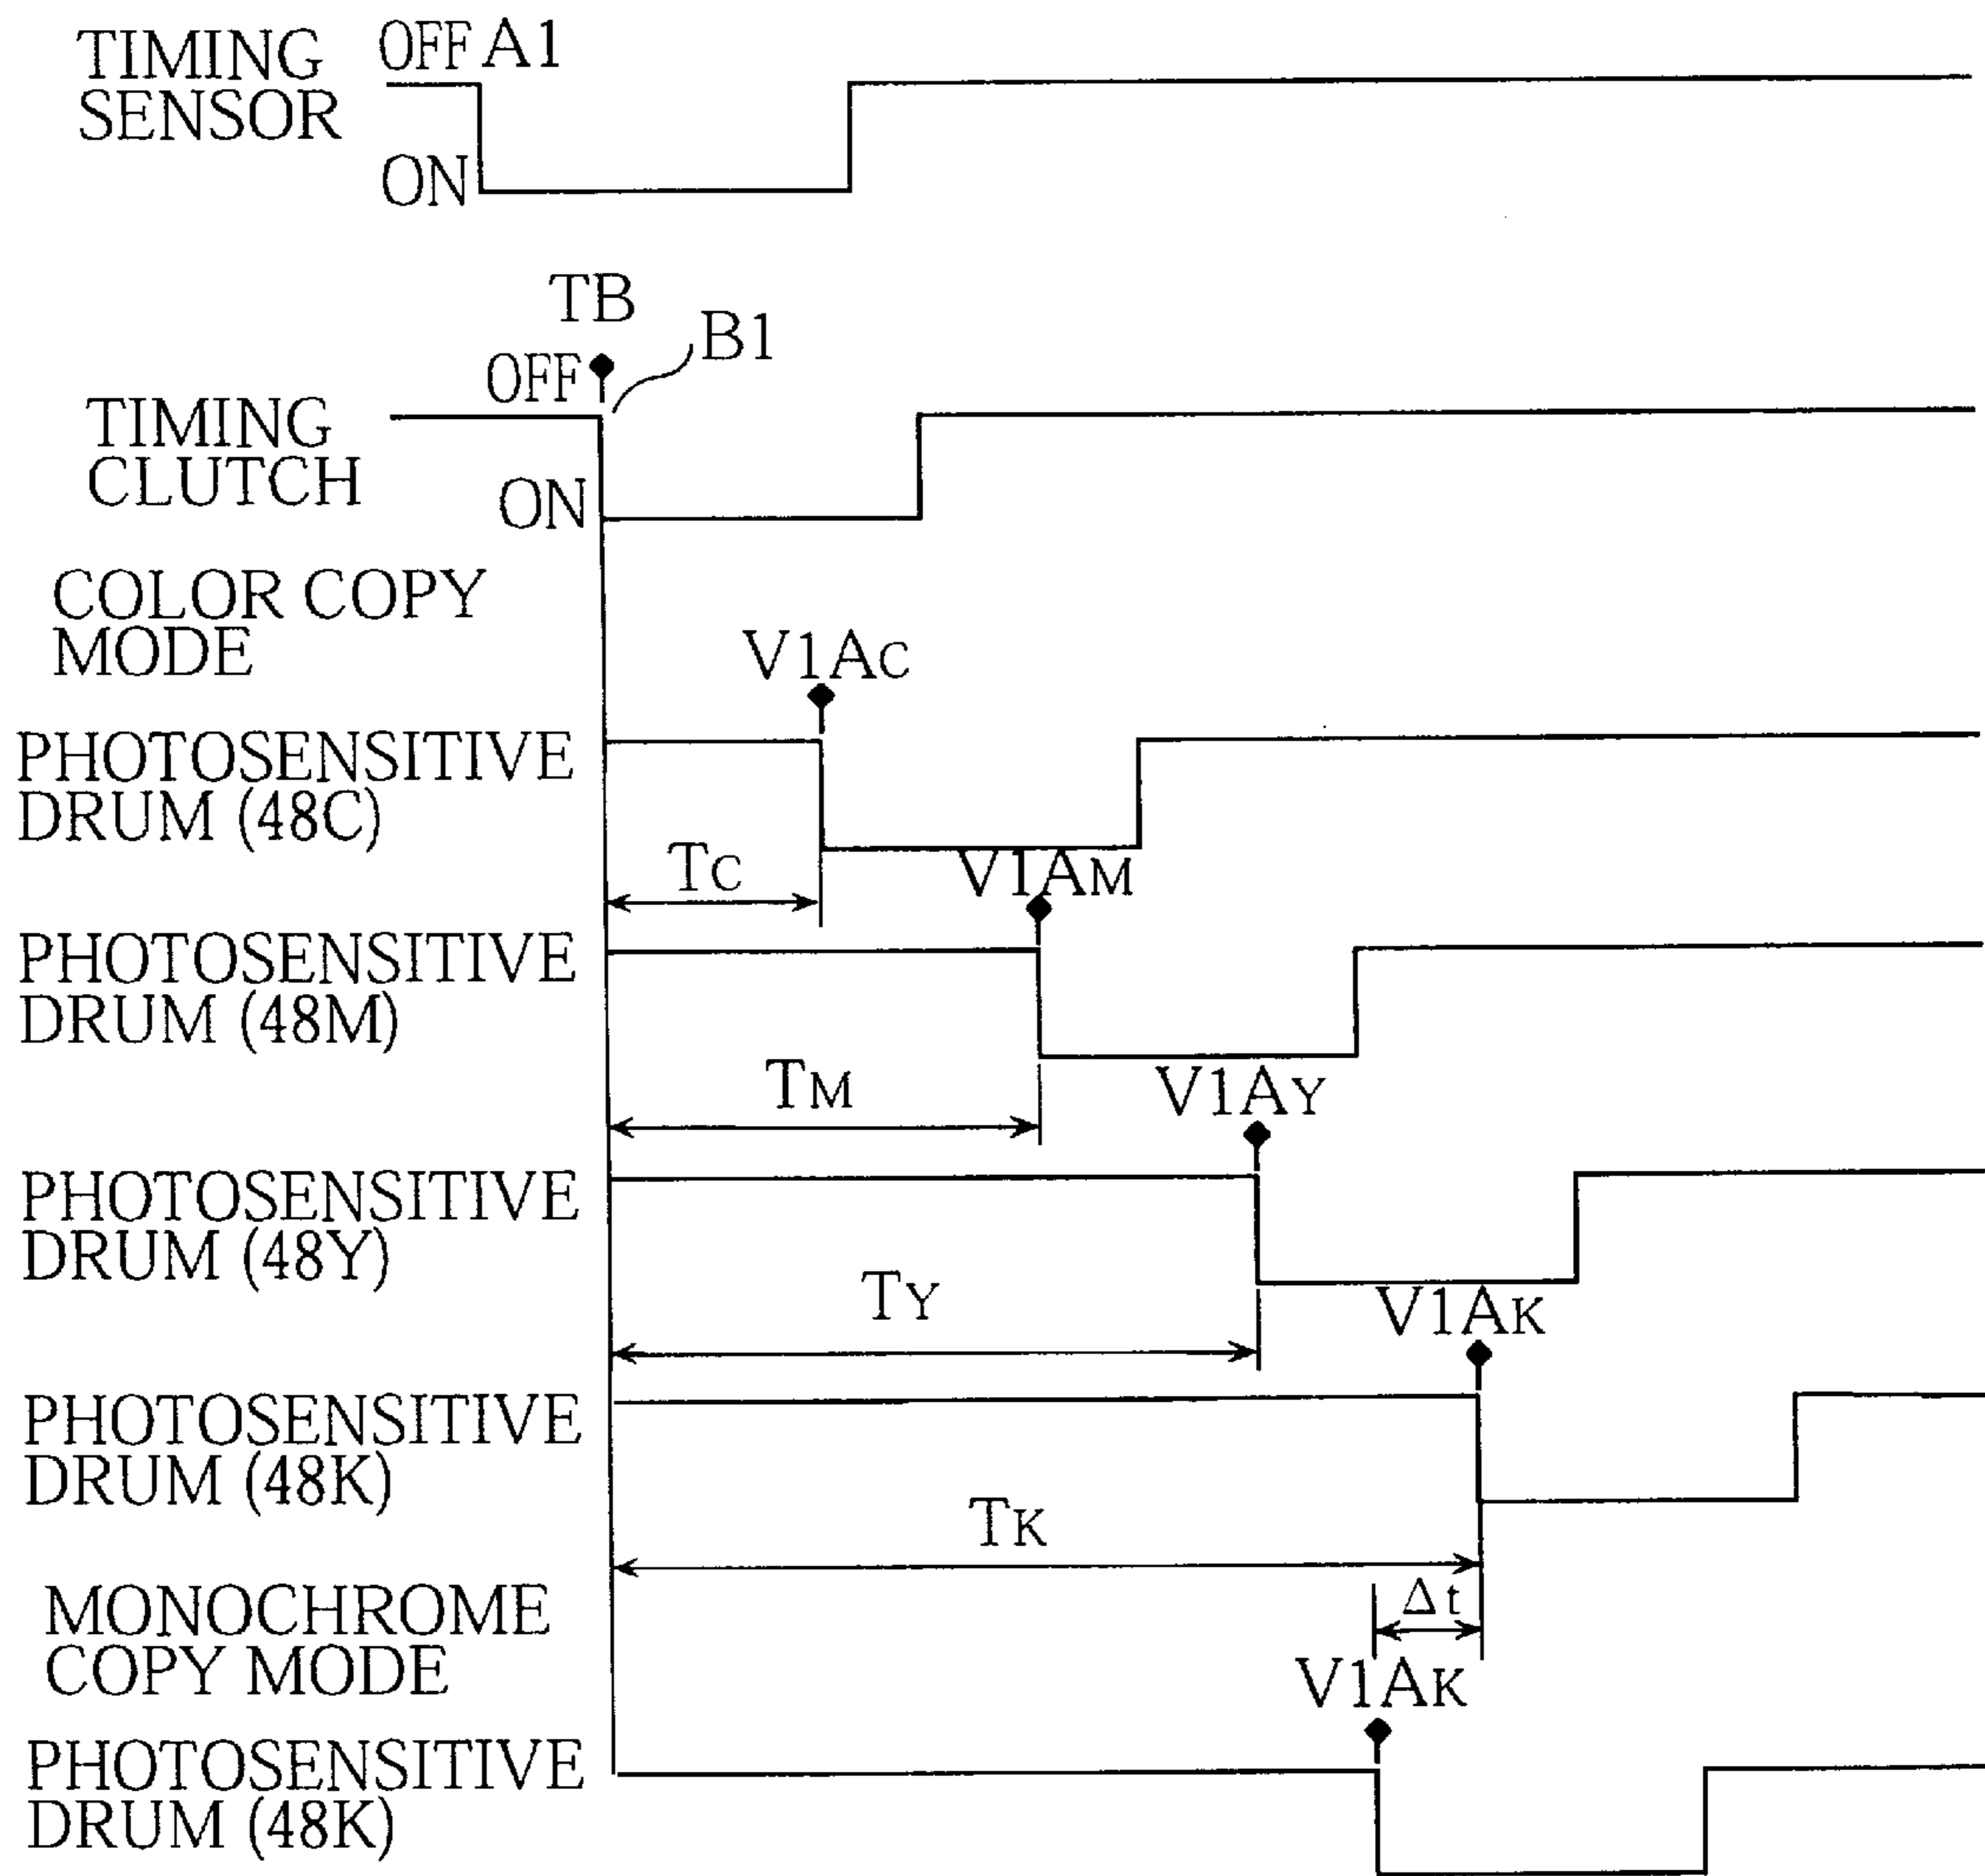 OFF A1
TIMING
SENSOR
ON
TB
B1
OFF
TIMING
CLUTCH
ON
COLOR COPY
MODE
V1AC
PHOTOSENSITIVE
DRUM (48C)
TC
V1AM
PHOTOSENSITIVE
DRUM (48M)
TM
V1AY
PHOTOSENSITIVE
DRUM (48Y)
TY
V1AK
PHOTOSENSITIVE
DRUM (48K)
TK
MONOCHROME
COPY MODE
Δt
V1AK
PHOTOSENSITIVE
DRUM (48K)